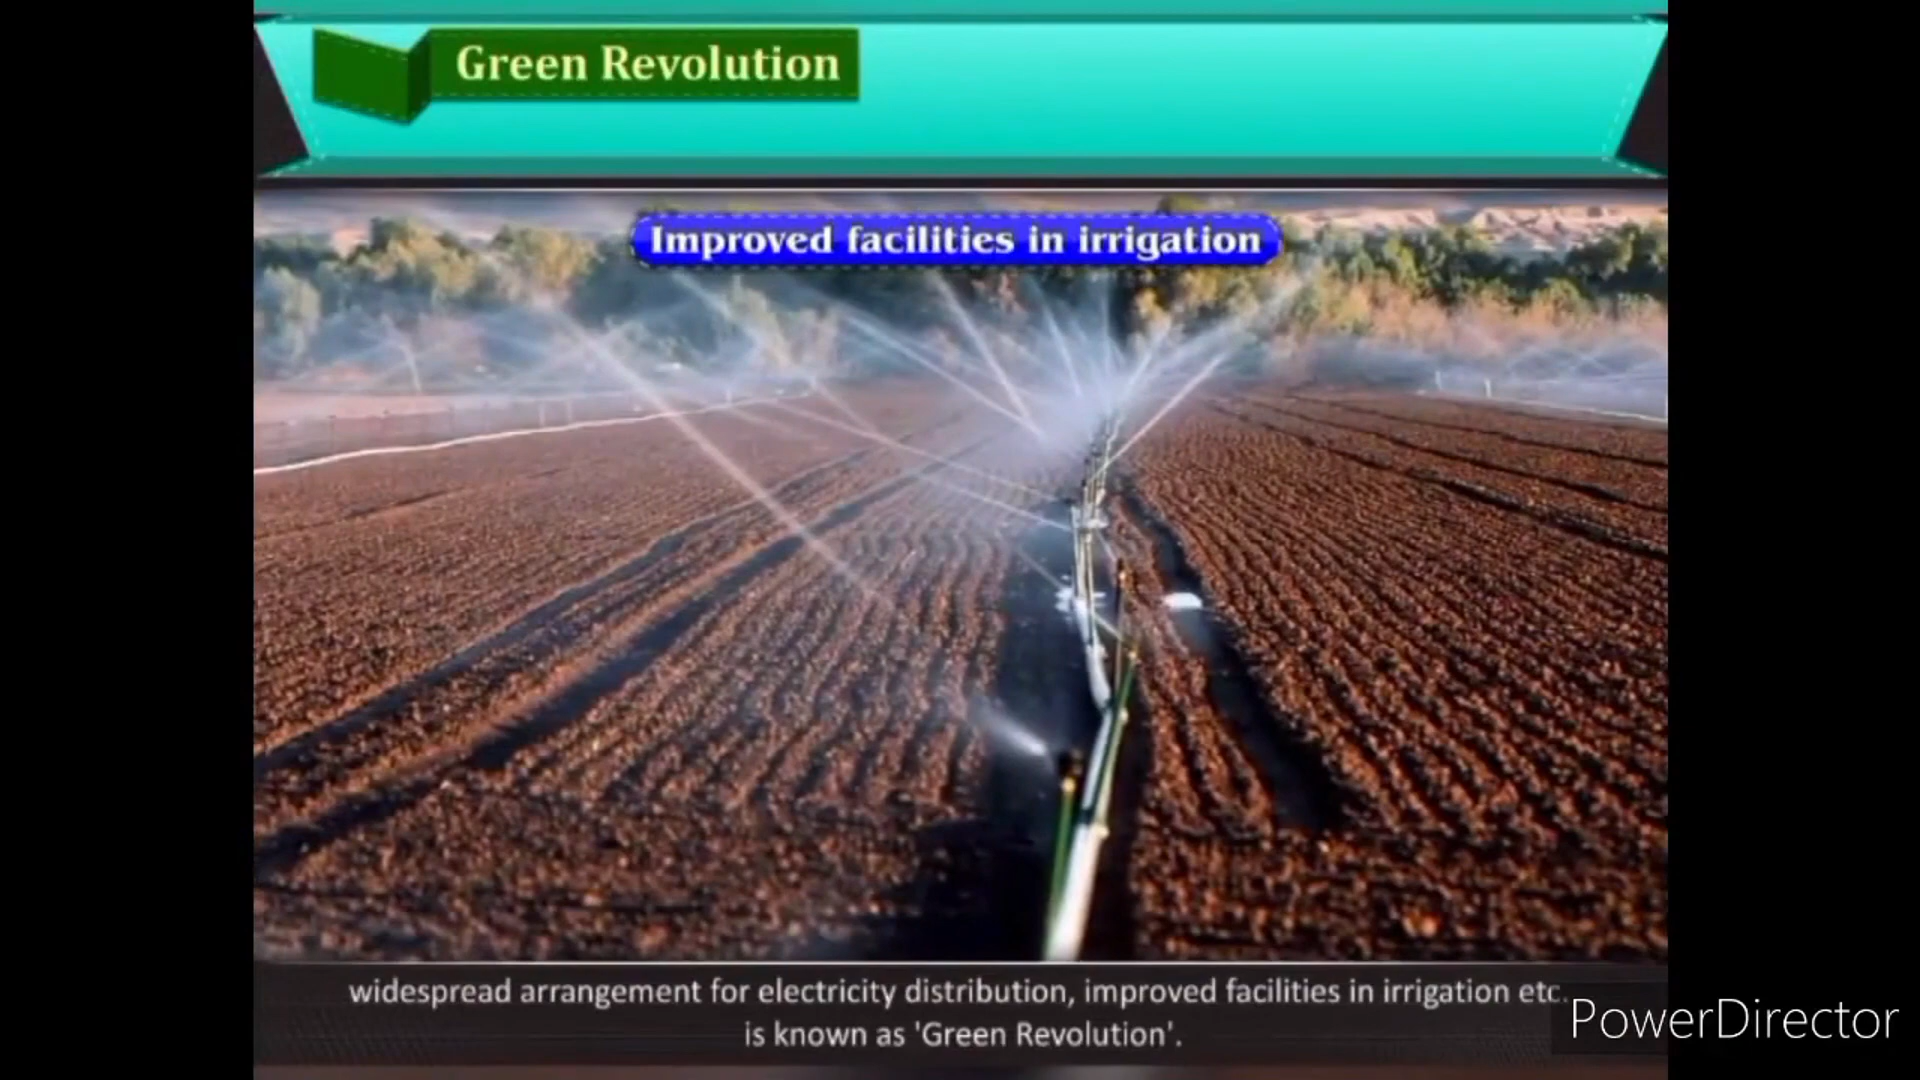 Green Revolution
Improved facilities in irrigation
widespread arrangement for electricity distribution, improved facilities in irrigation etc.
is known as 'Green Revolution'.
PowerDirector